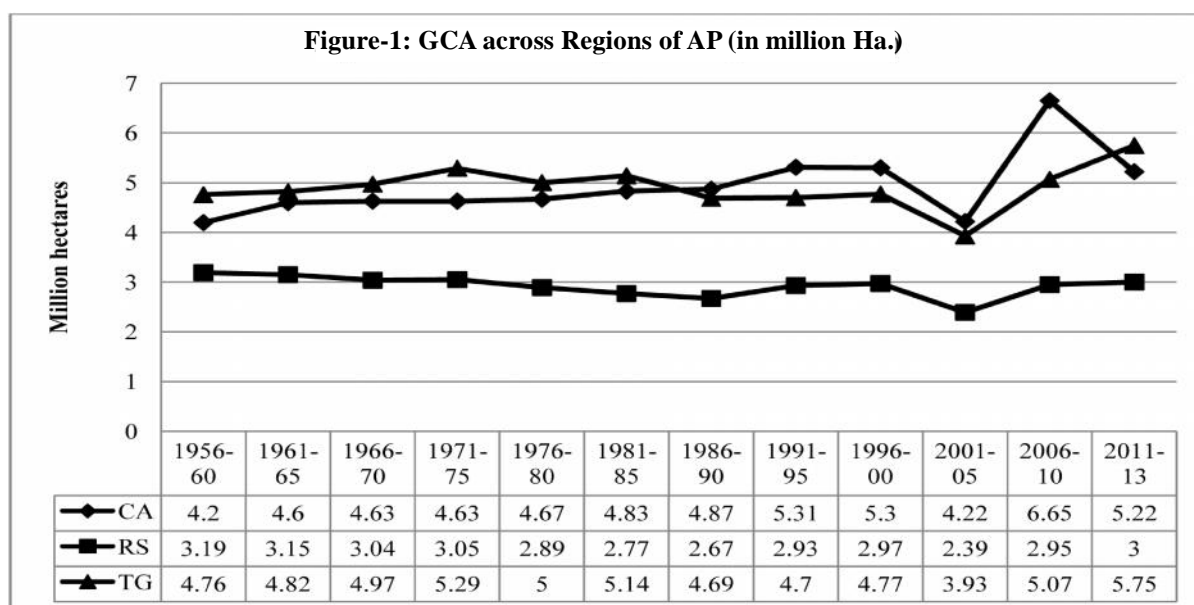 Figure-1: GCA across Regions of AP (in million Ha.)
Million hectares
7
6
5
4
3
2
1
0
1956-60 1961-65 1966-70 1971-75 1976-80 1981-85 1986-90 1991-95 1996-00 2001-05 2006-10 2011-13
CA 4.2 4.6 4.63 4.63 4.67 4.83 4.87 5.31 5.3 4.22 6.65 5.22
RS 3.19 3.15 3.04 3.05 2.89 2.77 2.67 2.93 2.97 2.39 2.95 3
TG 4.76 4.82 4.97 5.29 5 5.14 4.69 4.7 4.77 3.93 5.07 5.75